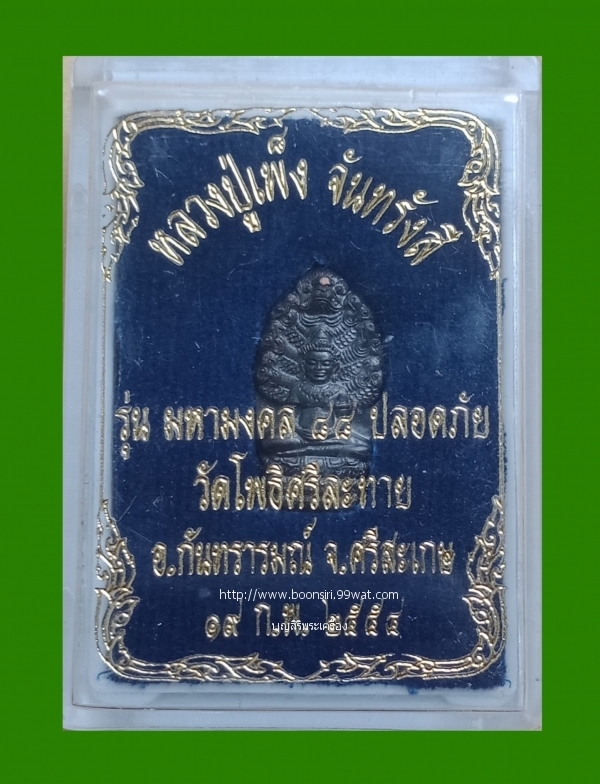 หลวงปู่เพ็ง จันทรังสี
รุ่น มหามงคล ๘๔ ปลอดภัย
วัดโพธิศรีละทาย
อ.กันทรารมณ์ จ.ศรีสะเกษ
http://www.boonsiri.99wat.com
๑๙ ก.พ. ๒๕๕๔
บุญสิริพระเครื่อง